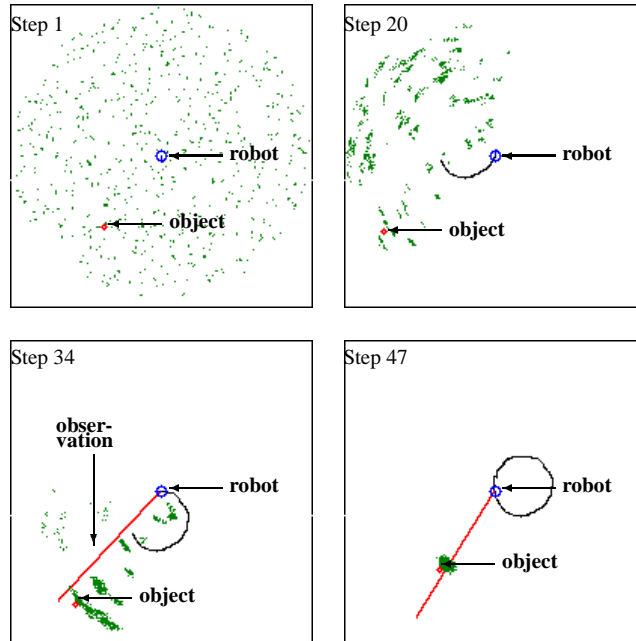 Step 1
robot
object
Step 20
robot
object
Step 34
obser-
vation
robot
object
Step 47
robot
object